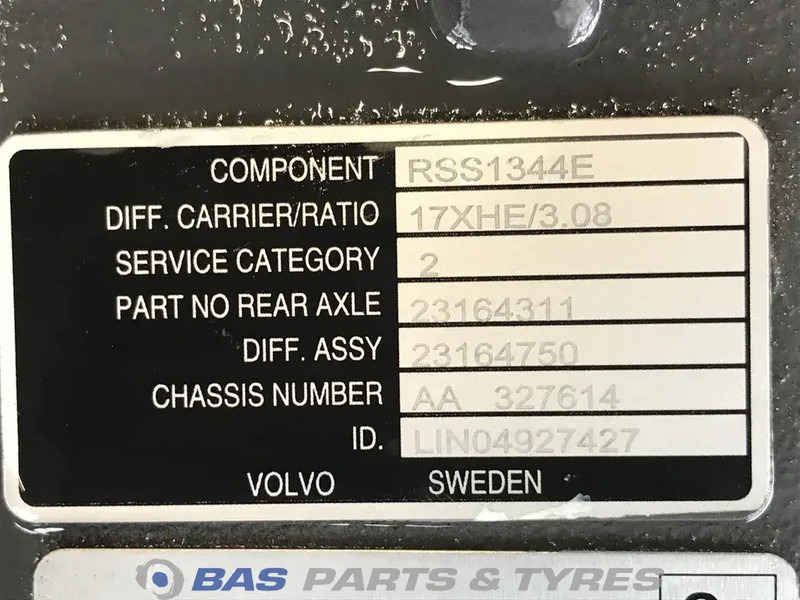 COMPONENT RSS1344E
DIFF. CARRIER/RATIO 17XHE/3.08
SERVICE CATEGORY 2
PART NO REAR AXLE 23164311
DIFF. ASSY 23164750
CHASSIS NUMBER AA 327614
ID. LIN04927427
VOLVO SWEDEN
BAS PARTS & TYRES